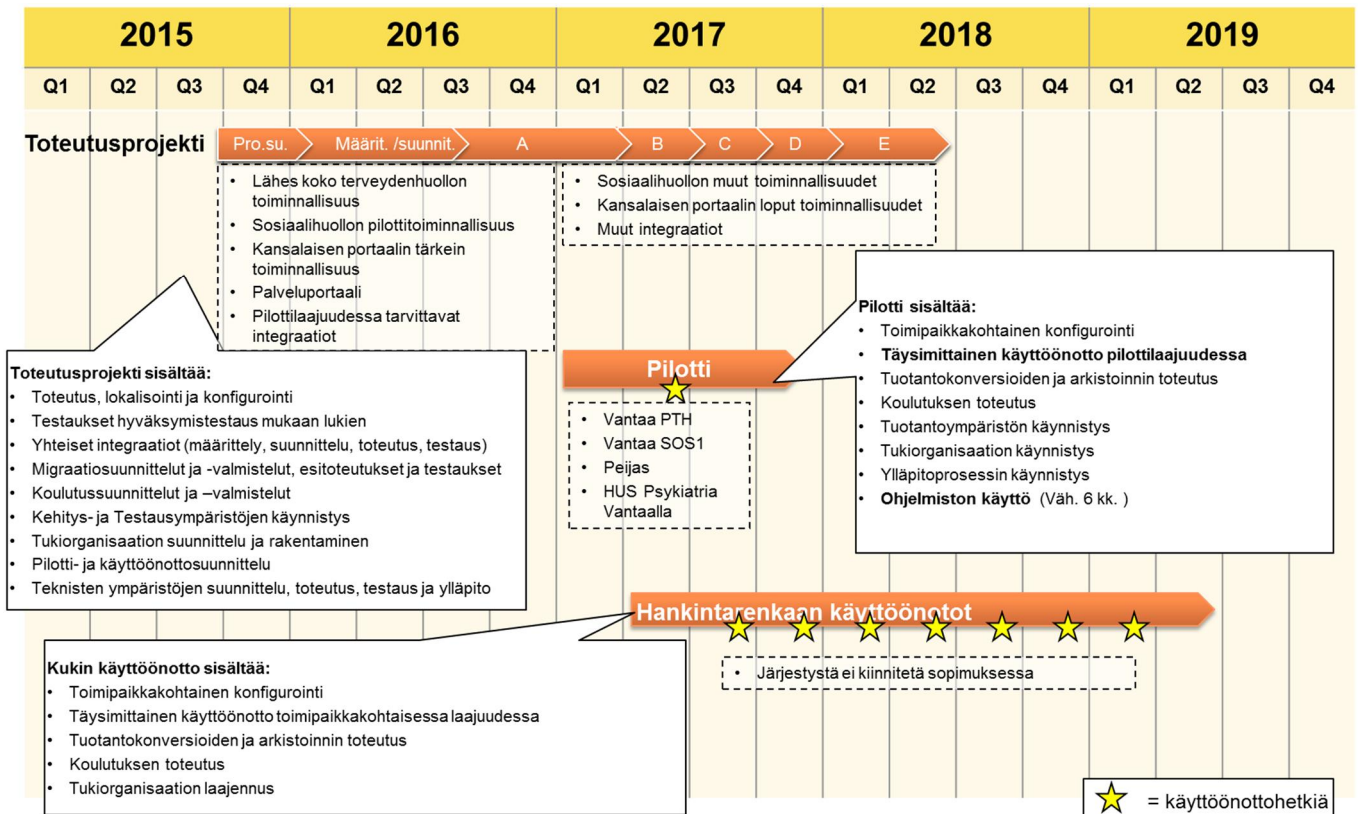 2015 2016 2017 2018 2019
Q1 Q2 Q3 Q4 Q1 Q2 Q3 Q4 Q1 Q2 Q3 Q4 Q1 Q2 Q3 Q4 Q1 Q2 Q3 Q4
Toteutusprojekti
Pro.su. Määrit. /suunnit. A B C D E
• Lähes koko terveydenhuollon
toiminnallisuus
• Sosiaalihuollon pilottitoiminnallisuus
• Kansalaisen portaalin tärkein
toiminnallisuus
• Palveluportaali
• Pilottilaajuudessa tarvittavat
integraatiot
• Sosiaalihuollon muut toiminnallisuudet
• Kansalaisen portaalin loput toiminnallisuudet
• Muut integraatiot
Toteutusprojekti sisältää:
• Toteutus, lokalisointi ja konfigurointi
• Testaukset hyväksymistestaus mukaan lukien
• Yhteiset integraatiot (määrittely, suunnittelu, toteutus, testaus)
• Migraatiosuunnittelut ja -valmistelut, esitoteutukset ja testaukset
• Koulutussuunnittelut ja –valmistelut
• Kehitys- ja Testausympäristöjen käynnistys
• Tukiorganisaation suunnittelu ja rakentaminen
• Pilotti- ja käyttöönottosuunnittelu
• Teknisten ympäristöjen suunnittelu, toteutus, testaus ja ylläpito
Pilotti
• Vantaa PTH
• Vantaa SOS1
• Peijas
• HUS Psykiatria
Vantaalla
Pilotti sisältää:
• Toimipaikkakohtainen konfigurointi
• Täysimittainen käyttöönotto pilottilaajuudessa
• Tuotantokonversioiden ja arkistoinnin toteutus
• Koulutuksen toteutus
• Tuotantoympäristön käynnistys
• Tukiorganisaation käynnistys
• Ylläpitoprosessin käynnistys
• Ohjelmiston käyttö (Väh. 6 kk. )
Hankintarenkaan käyttöönotot
• Järjestystä ei kiinnitetä sopimuksessa
Kukin käyttöönotto sisältää:
• Toimipaikkakohtainen konfigurointi
• Täysimittainen käyttöönotto toimipaikkakohtaisessa laajuudessa
• Tuotantokonversioiden ja arkistoinnin toteutus
• Koulutuksen toteutus
• Tukiorganisaation laajennus
= käyttöönottohetkiä